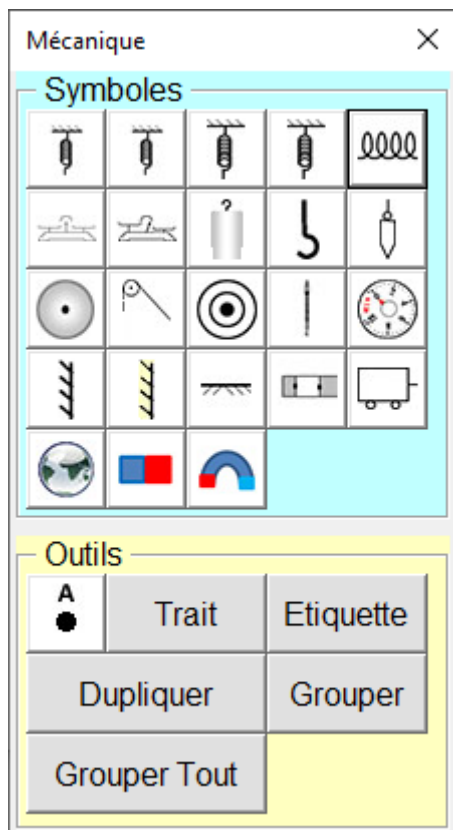 Mécanique
Symboles
?
Outils
A
Trait
Etiquette
Dupliquer
Grouper
Grouper Tout